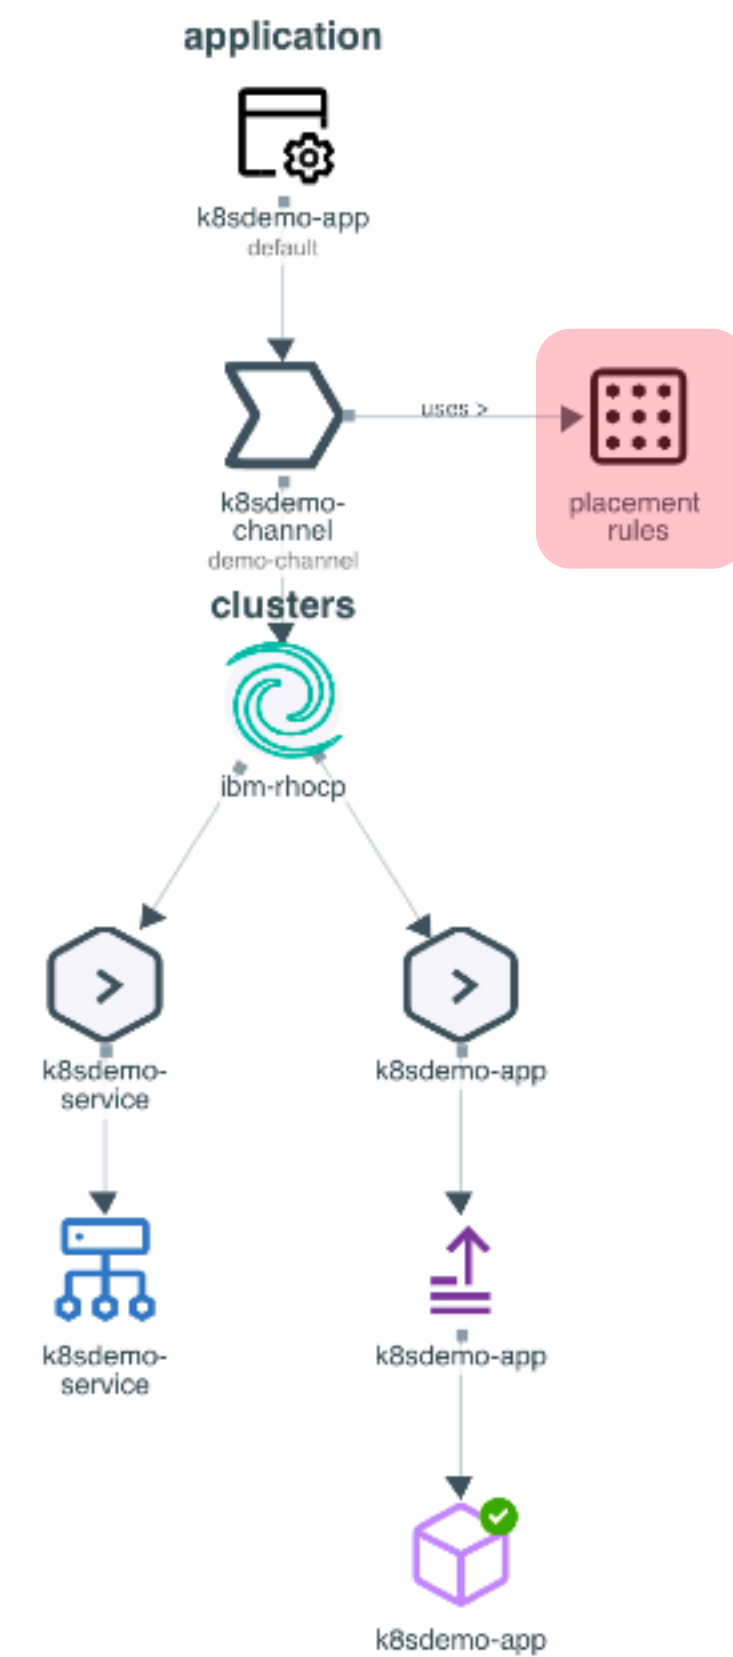 application
k8sdemo-app
default
uses >
k8sdemo-
channel
demo-channel
placement
rules
clusters
ibm-rhocp
k8sdemo-
service
k8sdemo-app
k8sdemo-
service
k8sdemo-app
k8sdemo-app